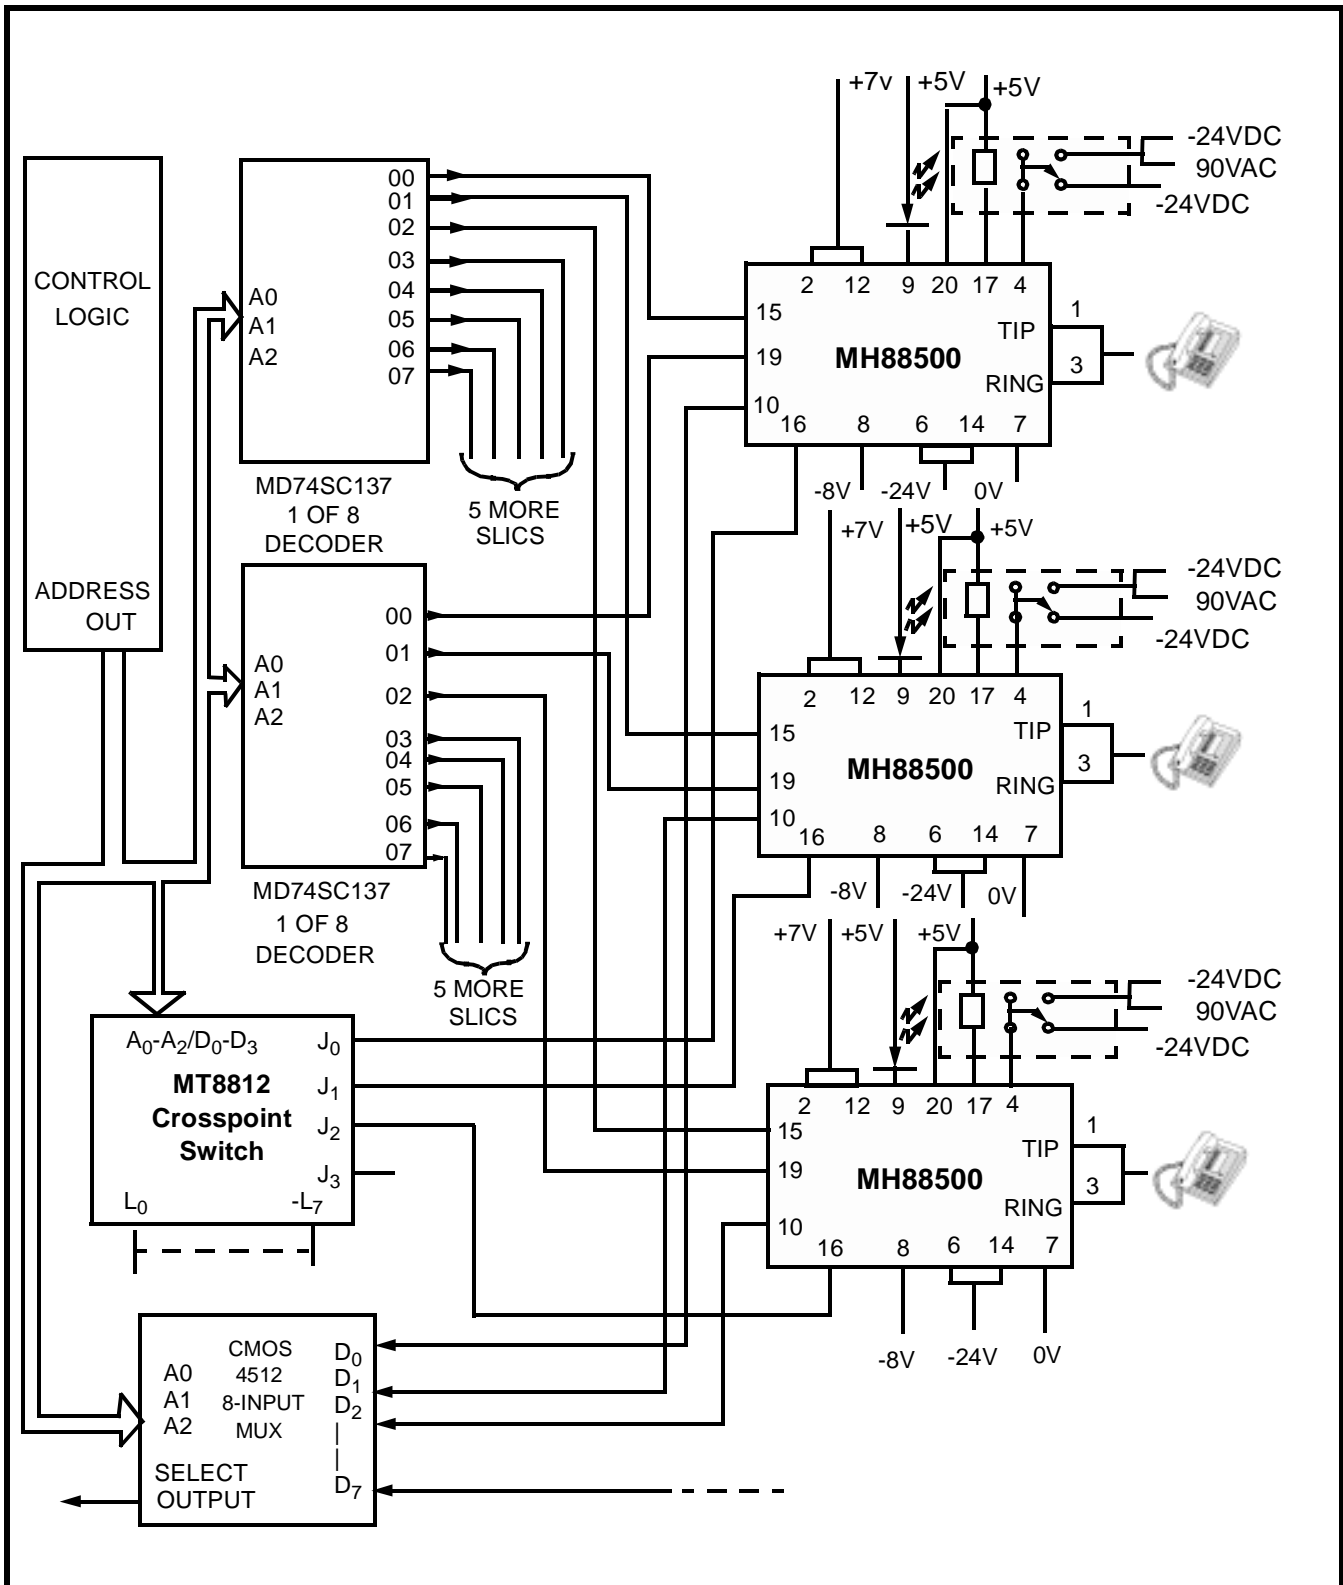 +7v
+5V
+5V
-24VDC
90VAC
-24VDC
CONTROL
LOGIC
ADDRESS
OUT
A0
A1
A2
00
01
02
03
04
05
06
07
MD74SC137
1 OF 8
DECODER
5 MORE
SLICS
2
12
9
20
17
4
15
19
10
16
MH88500
TIP
RING
1
3
8
6
14
7
-8V
-24V
0V
+7V
+5V
+5V
-24VDC
90VAC
-24VDC
A0
A1
A2
00
01
02
03
04
05
06
07
MD74SC137
1 OF 8
DECODER
5 MORE
SLICS
2
12
9
20
17
4
15
19
10
16
MH88500
TIP
RING
1
3
8
6
14
7
-8V
-24V
0V
+7V
+5V
+5V
-24VDC
90VAC
-24VDC
A0-A2/D0-D3
MT8812
Crosspoint
Switch
J0
J1
J2
J3
L0
-L7
2
12
9
20
17
4
15
19
10
16
MH88500
TIP
RING
1
3
8
6
14
7
-8V
-24V
0V
A0
A1
A2
CMOS
4512
8-INPUT
MUX
D0
D1
D2
|
|
D7
SELECT
OUTPUT